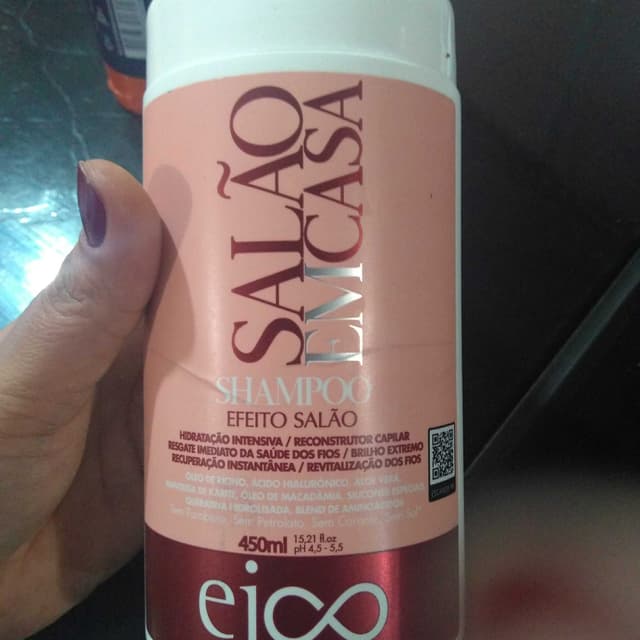 SALÃO
EM CASA
SHAMPOO
EFEITO SALÃO
HIDRATAÇÃO INTENSIVA / RECONSTRUTOR CAPILAR
RESGATE IMEDIATO DA SAÚDE DOS FIOS / BRILHO EXTREMO
RECUPERAÇÃO INSTANTÂNEA / REVITALIZAÇÃO DOS FIOS
ÓLEO DE RÍCINO, ÁCIDO HIALURÔNICO, ALOE VERA,
MANTEIGA DE KARITÉ, ÓLEO DE MACADÂMIA, SILICONES ESPECIAIS,
QUERATINA HIDROLISADA, BLEND DE AMINOÁCIDOS
Sem Parabeno, Sem Petrolato, Sem Corante, Sem
450ml 15,21 fl.oz
pH 4,5 - 5,5